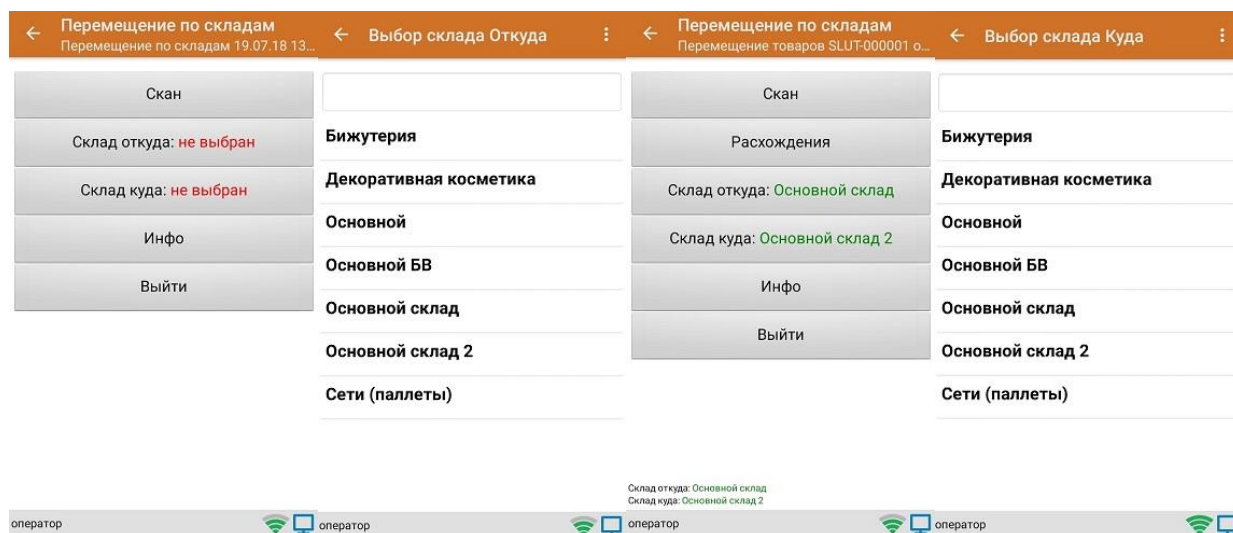 Перемещение по складам
Перемещение по складам 19.07.18 13...
Скан
Склад откуда: не выбран
Склад куда: не выбран
Инфо
Выйти
оператор
Выбор склада Откуда
Бижутерия
Декоративная косметика
Основной
Основной БВ
Основной склад
Основной склад 2
Сети (паллеты)
оператор
Перемещение по складам
Перемещение товаров SLUT-000001 о...
Скан
Расхождения
Склад откуда: Основной склад
Склад куда: Основной склад 2
Инфо
Выйти
Склад откуда: Основной склад
Склад куда: Основной склад 2
оператор
Выбор склада Куда
Бижутерия
Декоративная косметика
Основной
Основной БВ
Основной склад
Основной склад 2
Сети (паллеты)
оператор